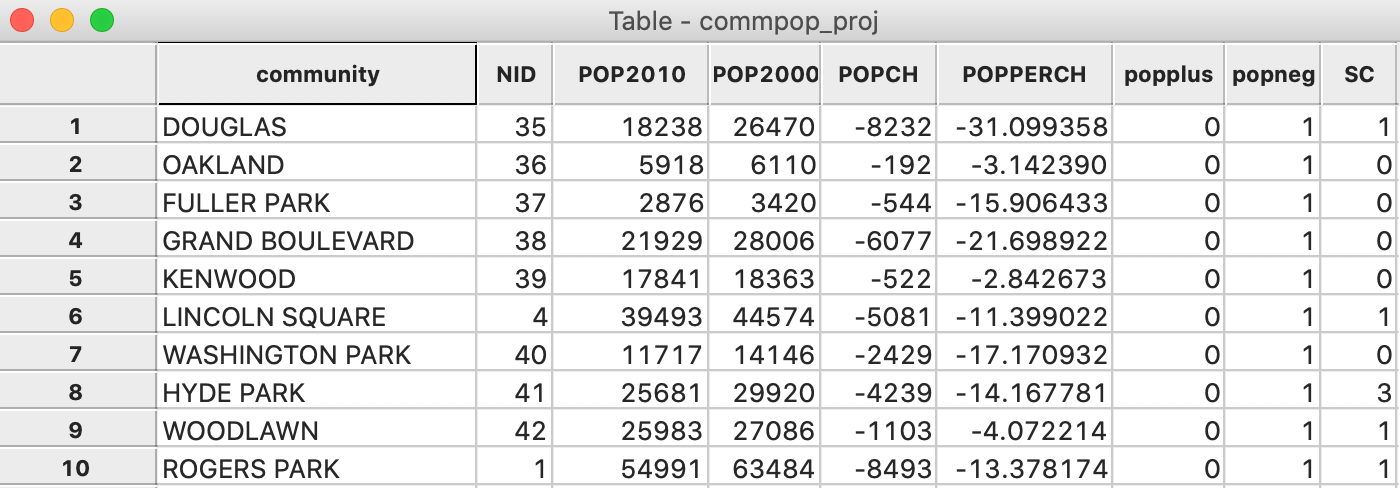 Table - commpop_proj
community NID POP2010 POP2000 POPCH POPPERCH popplus popneg SC
1 DOUGLAS 35 18238 26470 -8232 -31.099358 0 1 1
2 OAKLAND 36 5918 6110 -192 -3.142390 0 1 0
3 FULLER PARK 37 2876 3420 -544 -15.906433 0 1 0
4 GRAND BOULEVARD 38 21929 28006 -6077 -21.698922 0 1 0
5 KENWOOD 39 17841 18363 -522 -2.842673 0 1 0
6 LINCOLN SQUARE 4 39493 44574 -5081 -11.399022 0 1 1
7 WASHINGTON PARK 40 11717 14146 -2429 -17.170932 0 1 0
8 HYDE PARK 41 25681 29920 -4239 -14.167781 0 1 3
9 WOODLAWN 42 25983 27086 -1103 -4.072214 0 1 1
10 ROGERS PARK 1 54991 63484 -8493 -13.378174 0 1 1